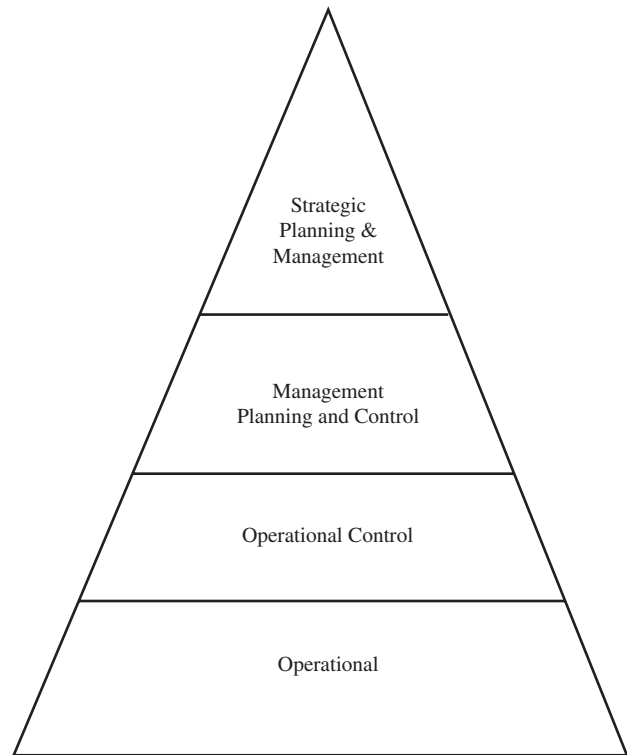 Strategic
Planning &
Management
Management
Planning and Control
Operational Control
Operational